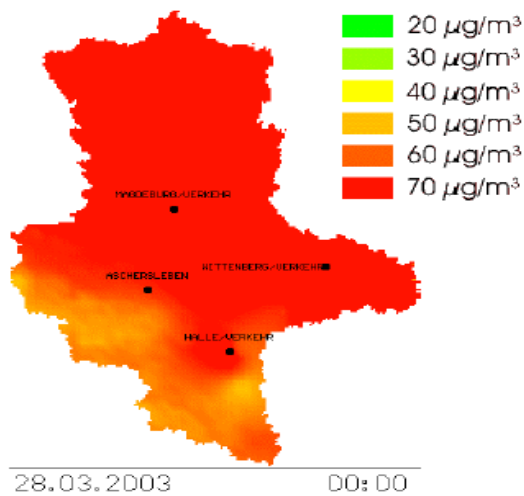 20 µg/m³
30 µg/m³
40 µg/m³
50 µg/m³
60 µg/m³
70 µg/m³
MAGDEBURG/VERKEHR
WITTENBERG/VERKEHR
ASCHERSLEBEN
HALLE/VERKEHR
28.03.2003 00:00